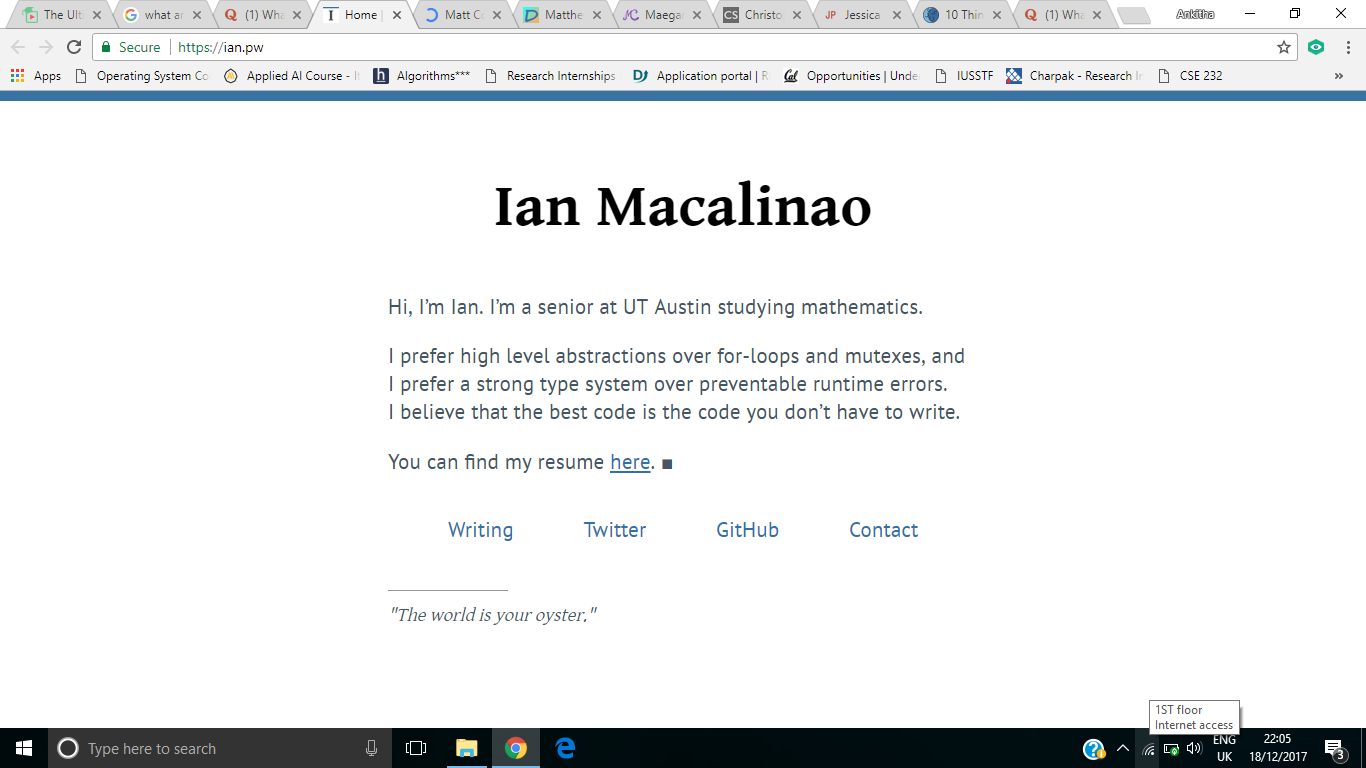 The Ult
what ar
(1) Wha
Home |
Matt Co
Matthe
Maegan
Christo
Jessica
10 Thin
(1) Wha
Ankitha
Secure
https://ian.pw
Apps
Operating System Co
Applied AI Course - It
Algorithms***
Research Internships
Application portal | R
Opportunities | Unde
IUSSTF
Charpak - Research In
CSE 232
Ian Macalinao
Hi, I’m Ian. I’m a senior at UT Austin studying mathematics.
I prefer high level abstractions over for-loops and mutexes, and
I prefer a strong type system over preventable runtime errors.
I believe that the best code is the code you don’t have to write.
You can find my resume here. ■
Writing Twitter GitHub Contact
"The world is your oyster."
1ST floor
Internet access
Type here to search
ENG
UK
22:05
18/12/2017
3